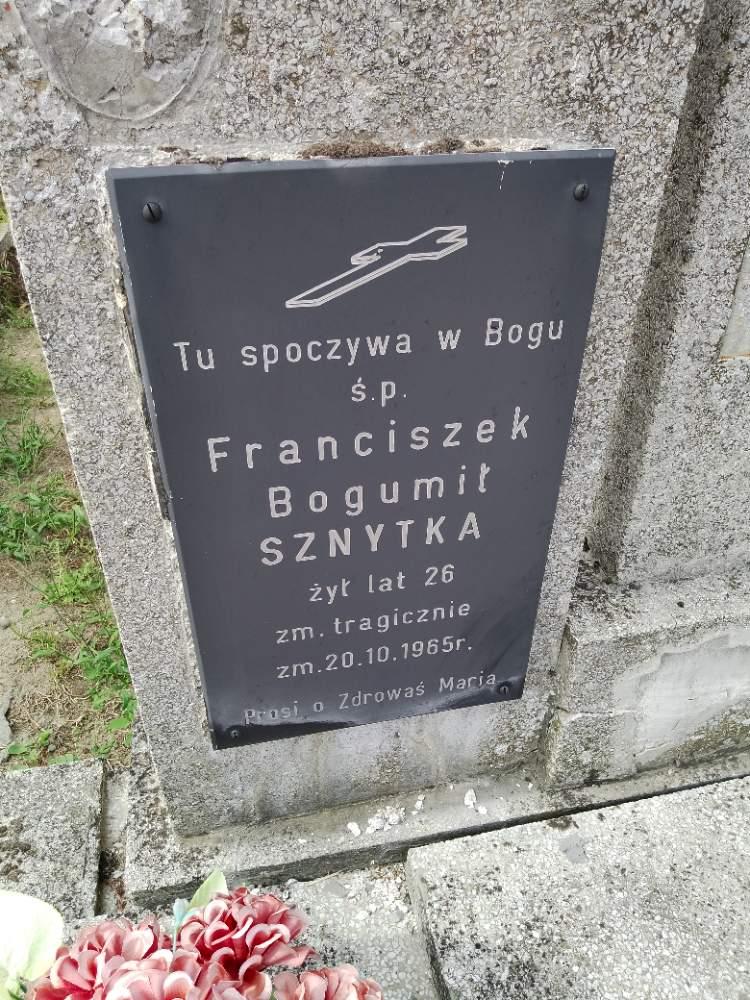 Tu spoczywa w Bogu
ś.p.
Franciszek
Bogumił
SZNYTKA
żył lat 26
zm. tragicznie
zm. 20.10.1965r.
Prosi o Zdrowaś Maria